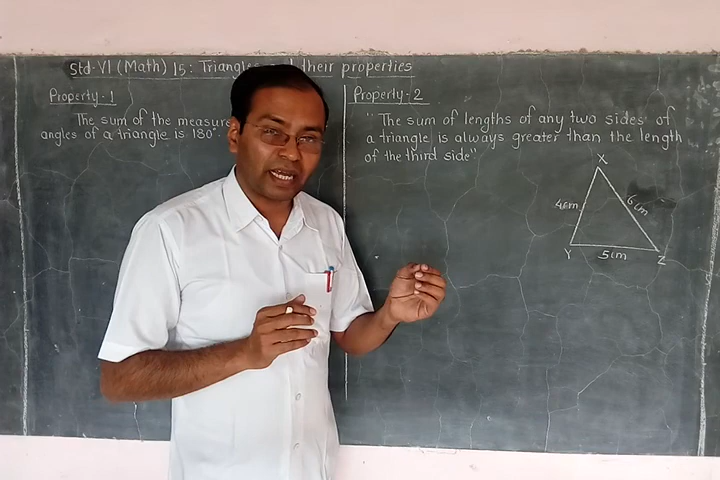 Std-VI (Math) 15: Triangles their properties
Property-1
The sum of the measure
angles of a triangle is 180°.
Property-2
"The sum of lengths of any two sides of
a triangle is always greater than the length
of the third side"
X
4cm 6cm
Y 5cm Z